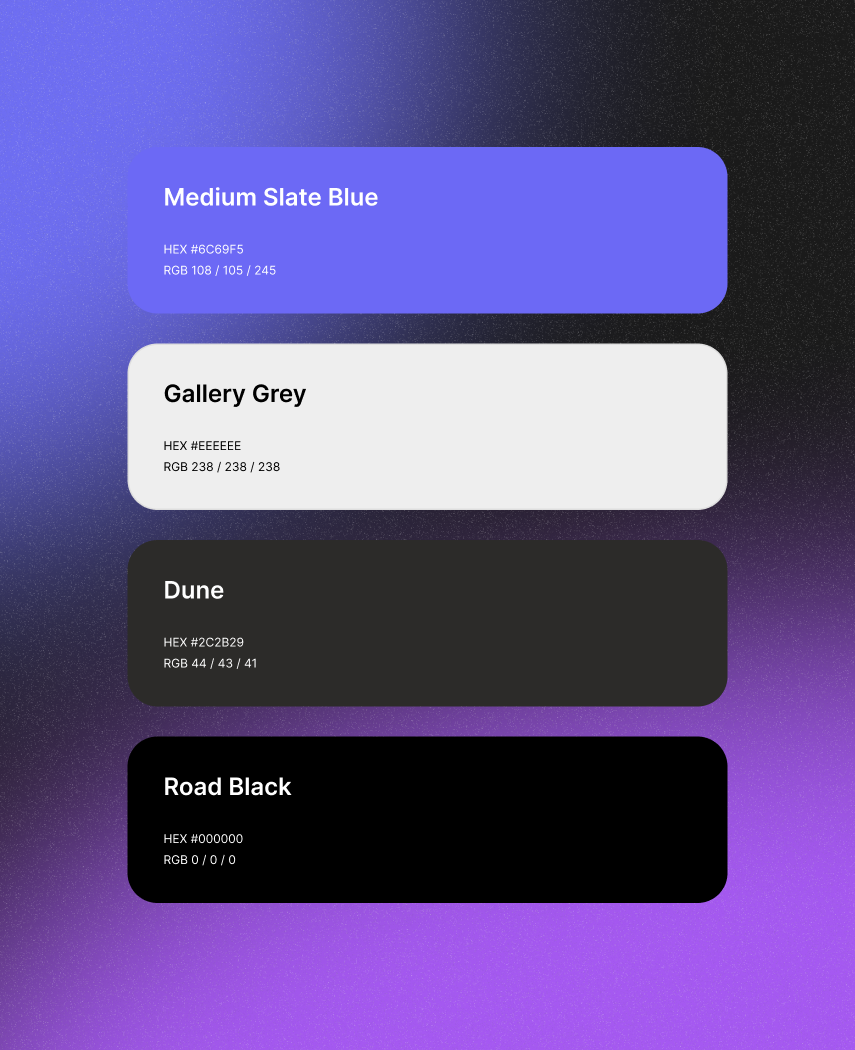 Medium Slate Blue
HEX #6C69F5
RGB 108 / 105 / 245
Gallery Grey
HEX #EEEEEE
RGB 238 / 238 / 238
Dune
HEX #2C2B29
RGB 44 / 43 / 41
Road Black
HEX #000000
RGB 0 / 0 / 0